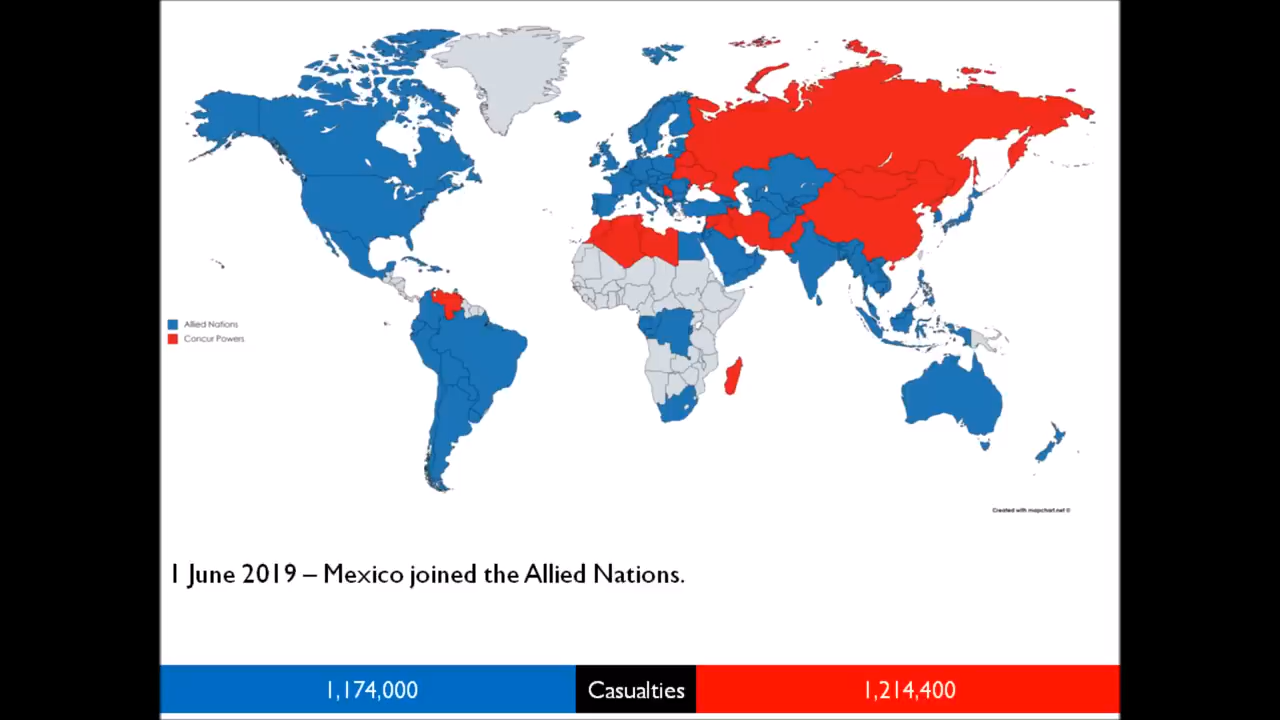 Allied Nations
Concur Powers
Created with mapchart.net ©
1 June 2019 – Mexico joined the Allied Nations.
1,174,000 Casualties 1,214,400